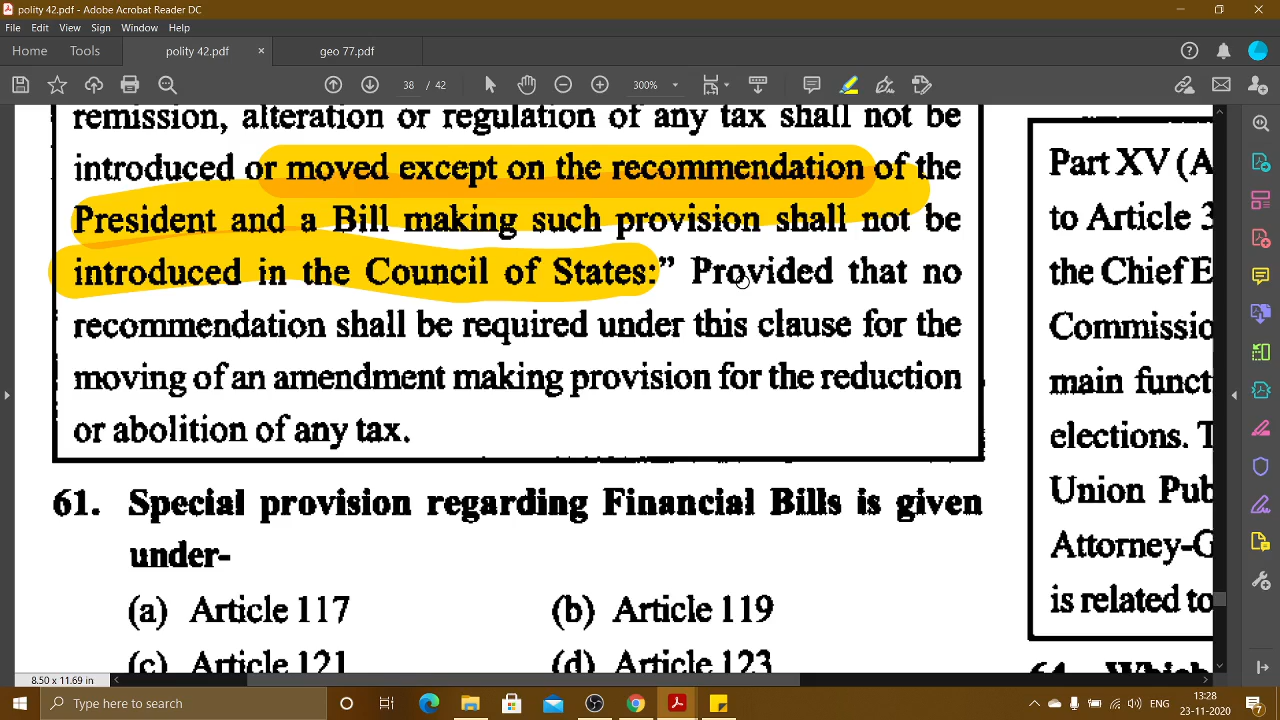 polity 42.pdf - Adobe Acrobat Reader DC
File Edit View Sign Window Help
Home Tools polity 42.pdf × geo 77.pdf
38 / 42 300%
remission, alteration or regulation of any tax shall not be
introduced or moved except on the recommendation of the
President and a Bill making such provision shall not be
introduced in the Council of States:” Provided that no
recommendation shall be required under this clause for the
moving of an amendment making provision for the reduction
or abolition of any tax.
61. Special provision regarding Financial Bills is given
under-
(a) Article 117 (b) Article 119
(c) Article 121 (d) Article 123
Part XV (A
to Article 3
the Chief E
Commissio
main funct
elections. T
Union Pub
Attorney-G
is related to
64. Which
8.50 x 11.69 in
Type here to search
ENG
13:28
23-11-2020
7